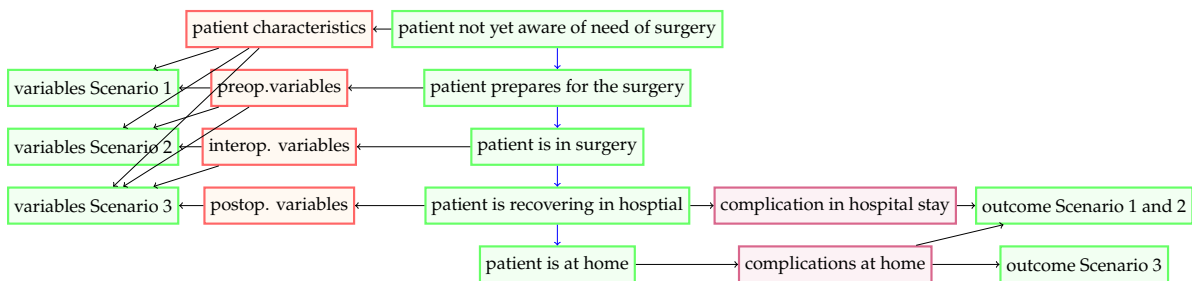 patient characteristics
patient not yet aware of need of surgery
variables Scenario 1
preop.variables
patient prepares for the surgery
variables Scenario 2
interop. variables
patient is in surgery
variables Scenario 3
postop. variables
patient is recovering in hosptial
complication in hospital stay
outcome Scenario 1 and 2
patient is at home
complications at home
outcome Scenario 3